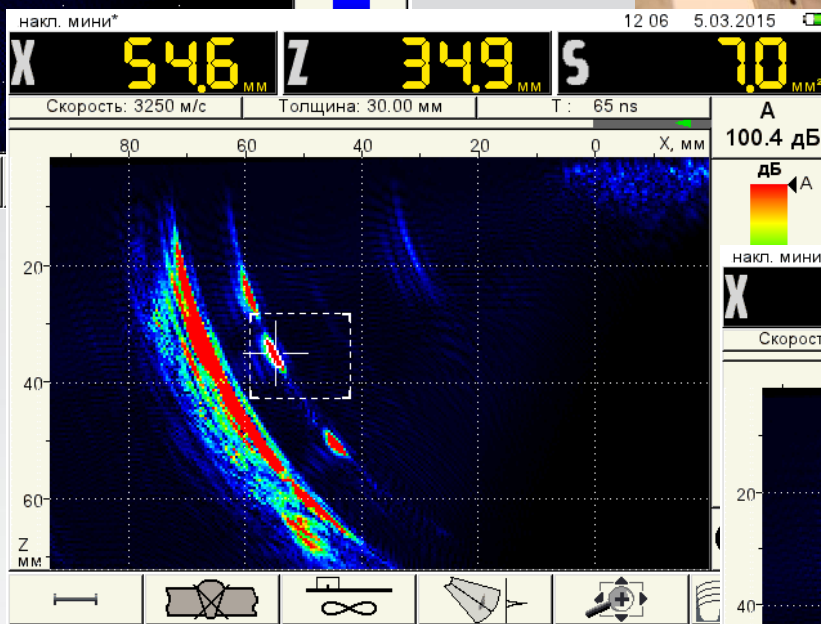 накл. мини*
12 06 5.03.2015
X 54.6 мм Z 34.9 мм S 7.0 мм²
Скорость: 3250 м/с Толщина: 30.00 мм T : 65 ns
A
100.4 дБ
80 60 40 20 0 X, мм
дБ
A
20
40
60
Z
мм
накл. мини
X
Скорост
20
40